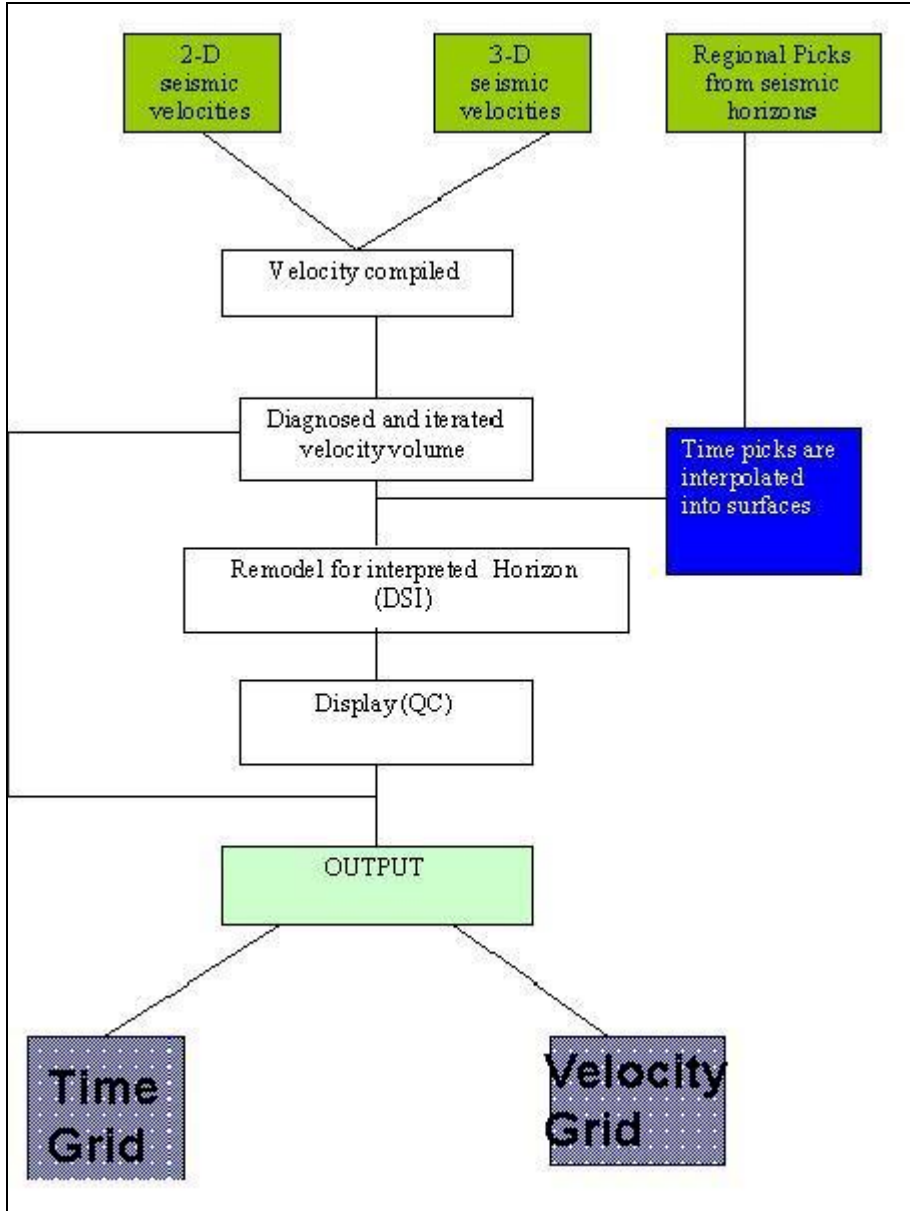 2-D
seismic
velocities
3-D
seismic
velocities
Regional Picks
from seismic
horizons
Velocity compiled
Diagnosed and iterated
velocity volume
Time picks are
interpolated
into surfaces
Remodel for interpreted Horizon
(DSI)
Display (QC)
OUTPUT
Time
Grid
Velocity
Grid